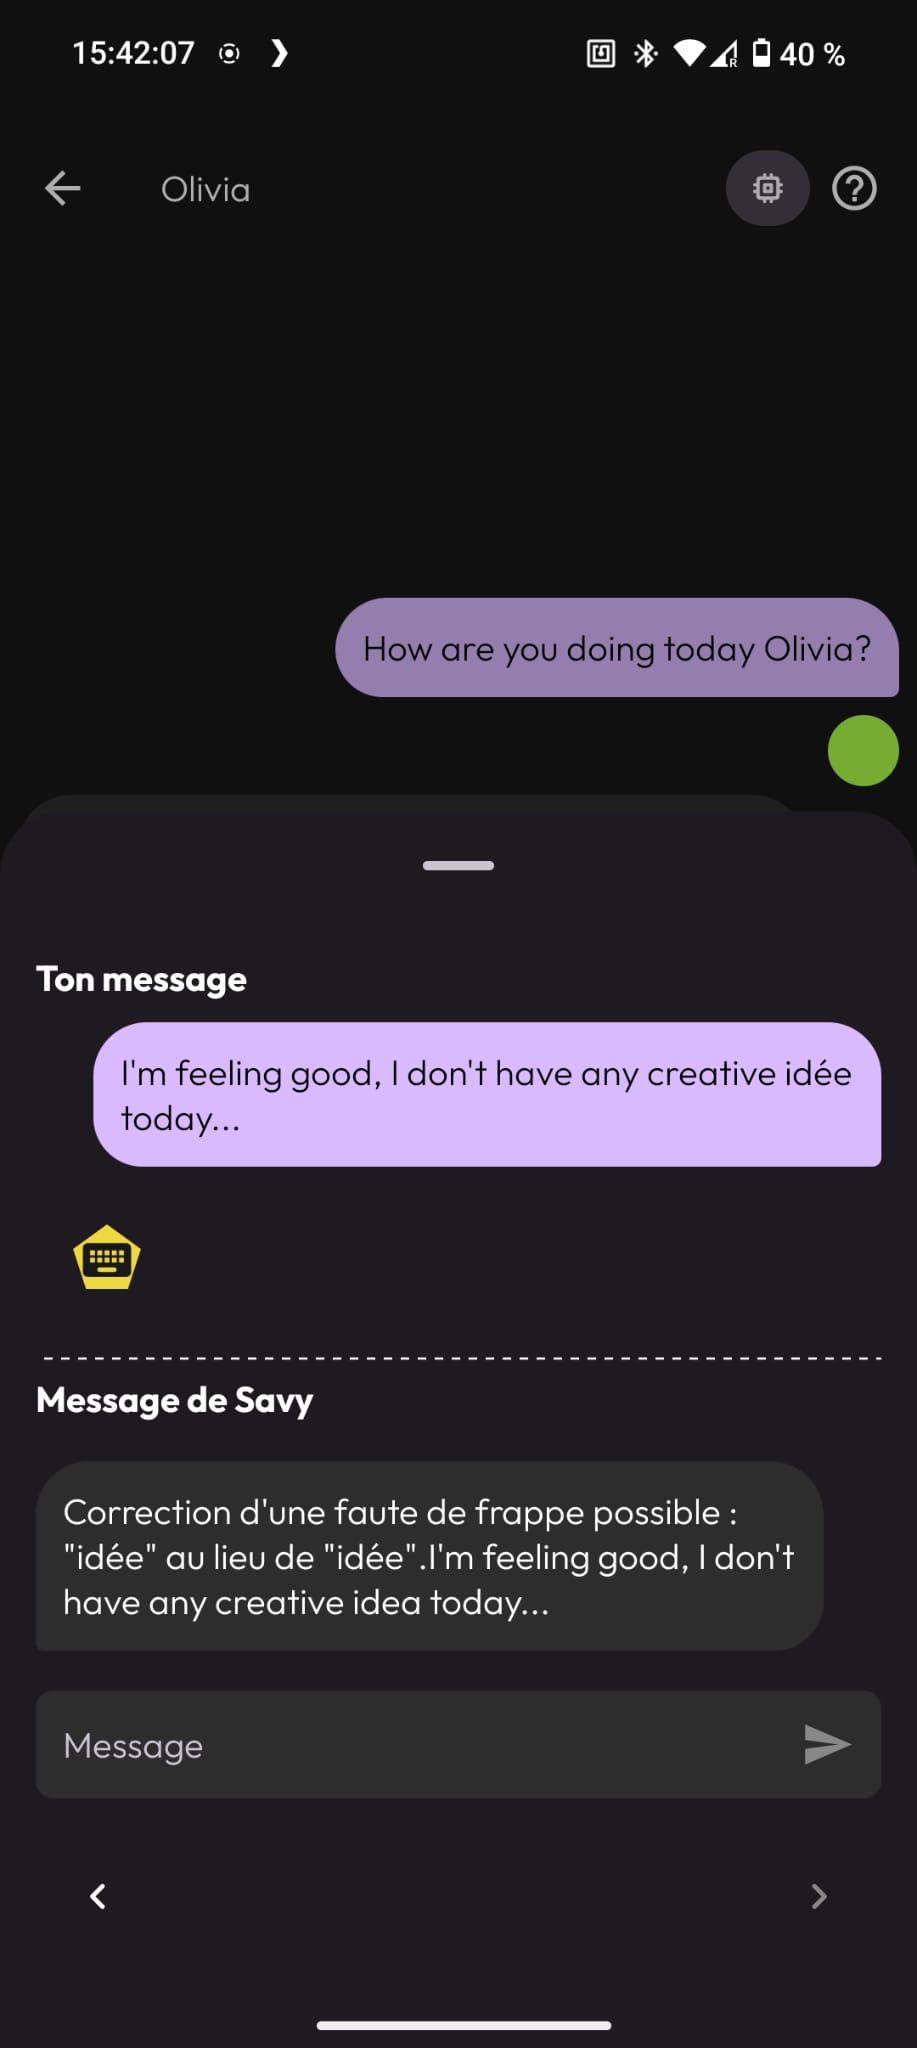 15:42:07
40 %
Olivia
How are you doing today Olivia?
Ton message
I'm feeling good, I don't have any creative idée
today...
Message de Savy
Correction d'une faute de frappe possible :
"idée" au lieu de "idée".I'm feeling good, I don't
have any creative idea today...
Message